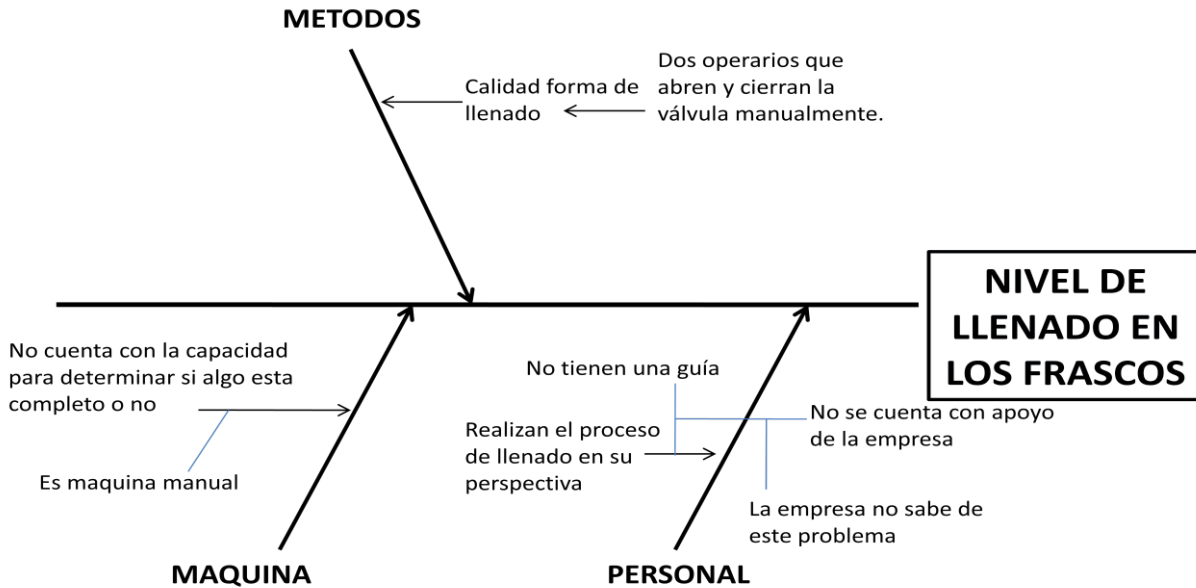 METODOS
Calidad forma de
llenado
Dos operarios que
abren y cierran la
válvula manualmente.
NIVEL DE
LLENADO EN
LOS FRASCOS
No cuenta con la capacidad
para determinar si algo esta
completo o no
Es maquina manual
MAQUINA
No tienen una guía
Realizan el proceso
de llenado en su
perspectiva
No se cuenta con apoyo
de la empresa
La empresa no sabe de
este problema
PERSONAL